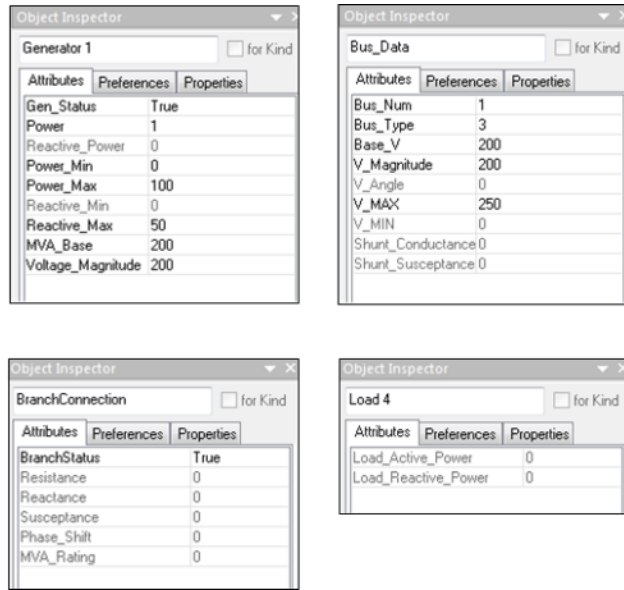 Object Inspector
Generator 1 for Kind
Attributes Preferences Properties
Gen_Status True
Power 1
Reactive_Power 0
Power_Min 0
Power_Max 100
Reactive_Min 0
Reactive_Max 50
MVA_Base 200
Voltage_Magnitude 200
Object Inspector
Bus_Data for Kind
Attributes Preferences Properties
Bus_Num 1
Bus_Type 3
Base_V 200
V_Magnitude 200
V_Angle 0
V_MAX 250
V_MIN 0
Shunt_Conductance 0
Shunt_Susceptance 0
Object Inspector
BranchConnection for Kind
Attributes Preferences Properties
BranchStatus True
Resistance 0
Reactance 0
Susceptance 0
Phase_Shift 0
MVA_Rating 0
Object Inspector
Load 4 for Kind
Attributes Preferences Properties
Load_Active_Power 0
Load_Reactive_Power 0